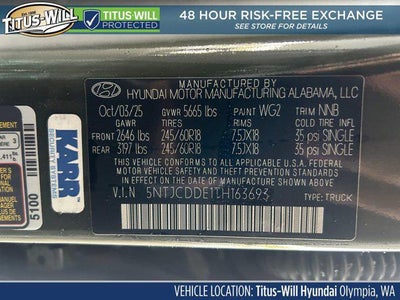 TITUS-WILL
TITUS-WILL
PROTECTED
48 HOUR RISK-FREE EXCHANGE
SEE STORE FOR DETAILS
MANUFACTURED BY
HYUNDAI MOTOR MANUFACTURING ALABAMA, LLC
Oct/03/25 GVWR 5665 lbs PAINT WG2 TRIM NNB
GAWR: TIRES: RIMS: COLD TIRE PRESSURE:
FRONT 2646 lbs 245/60R18 7.5JX18 35 psi SINGLE
REAR 3197 lbs 245/60R18 7.5JX18 35 psi SINGLE
THIS VEHICLE CONFORMS TO ALL APPLICABLE
FEDERAL MOTOR VEHICLE SAFETY AND THEFT PREVENTION STANDARDS IN
EFFECT ON THE DATE OF MANUFACTURE SHOWN ABOVE.
V.I.N 5NTJCDDE1TH163693
TYPE: TRUCK
KARR
SECURITY SYSTEMS
5100
VEHICLE LOCATION: Titus-Will Hyundai Olympia, WA